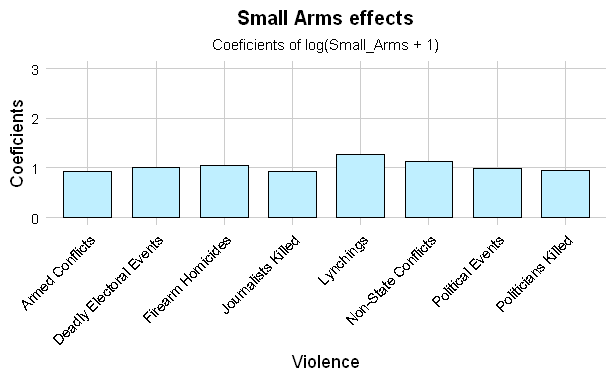 Small Arms effects
Coeficients of log(Small_Arms + 1)
Coeficients
3
2
1
0
Armed Conflicts
Deadly Electoral Events
Firearm Homicides
Journalists Killed
Lynchings
Non-State Conflicts
Political Events
Politicians Killed
Violence